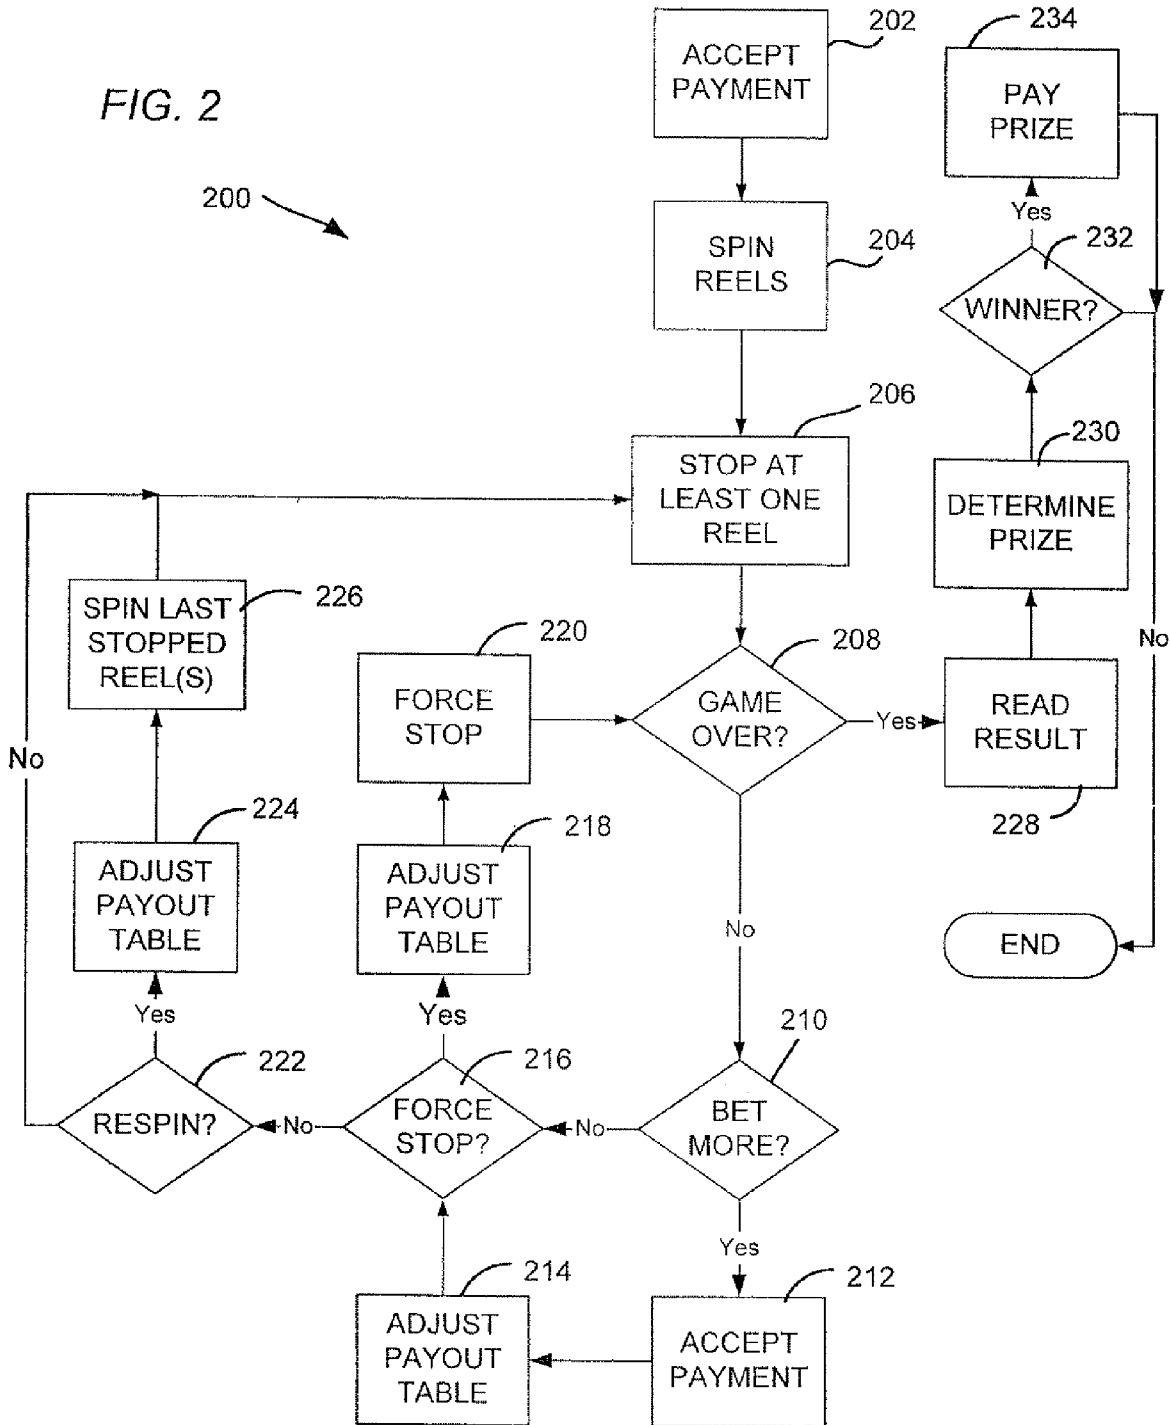 FIG. 2
200
202
ACCEPT
PAYMENT
204
SPIN
REELS
206
STOP AT
LEAST ONE
REEL
208
GAME
OVER?
Yes
No
210
BET
MORE?
No
Yes
212
ACCEPT
PAYMENT
214
ADJUST
PAYOUT
TABLE
216
FORCE
STOP?
Yes
No
218
ADJUST
PAYOUT
TABLE
220
FORCE
STOP
222
RESPIN?
Yes
No
224
ADJUST
PAYOUT
TABLE
226
SPIN LAST
STOPPED
REEL(S)
228
READ
RESULT
230
DETERMINE
PRIZE
232
WINNER?
Yes
No
234
PAY
PRIZE
END